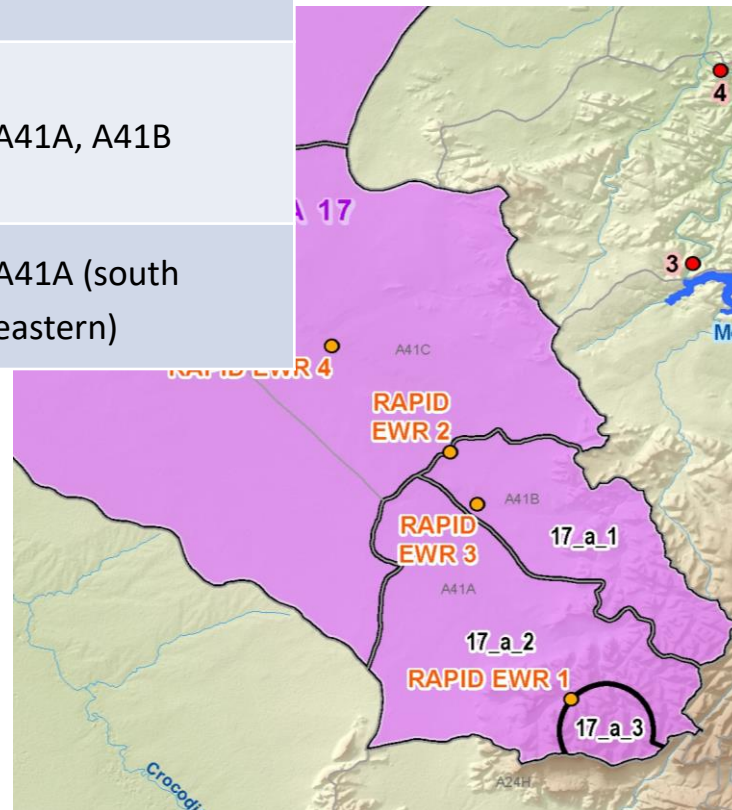 A41A, A41B
A41A (south
eastern)
A 17
4
3
A41C
RAPID EWR 4
RAPID
EWR 2
A41B
RAPID
EWR 3
17_a_1
A41A
17_a_2
RAPID EWR 1
17_a_3
A24H